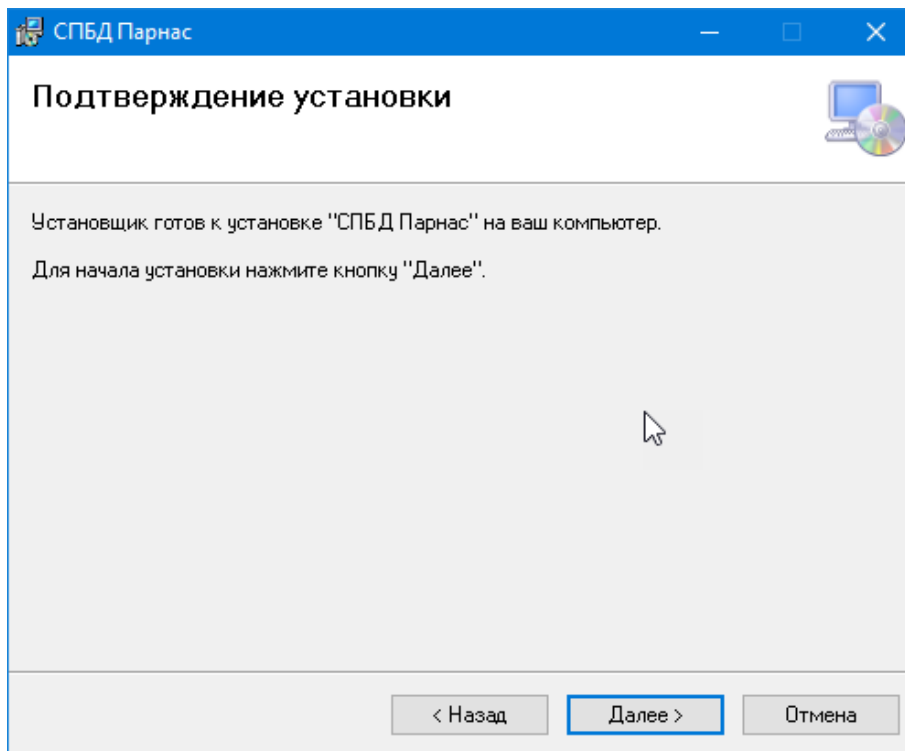 СПБД Парнас
Подтверждение установки
Установщик готов к установке "СПБД Парнас" на ваш компьютер.
Для начала установки нажмите кнопку "Далее".
< Назад
Далее >
Отмена